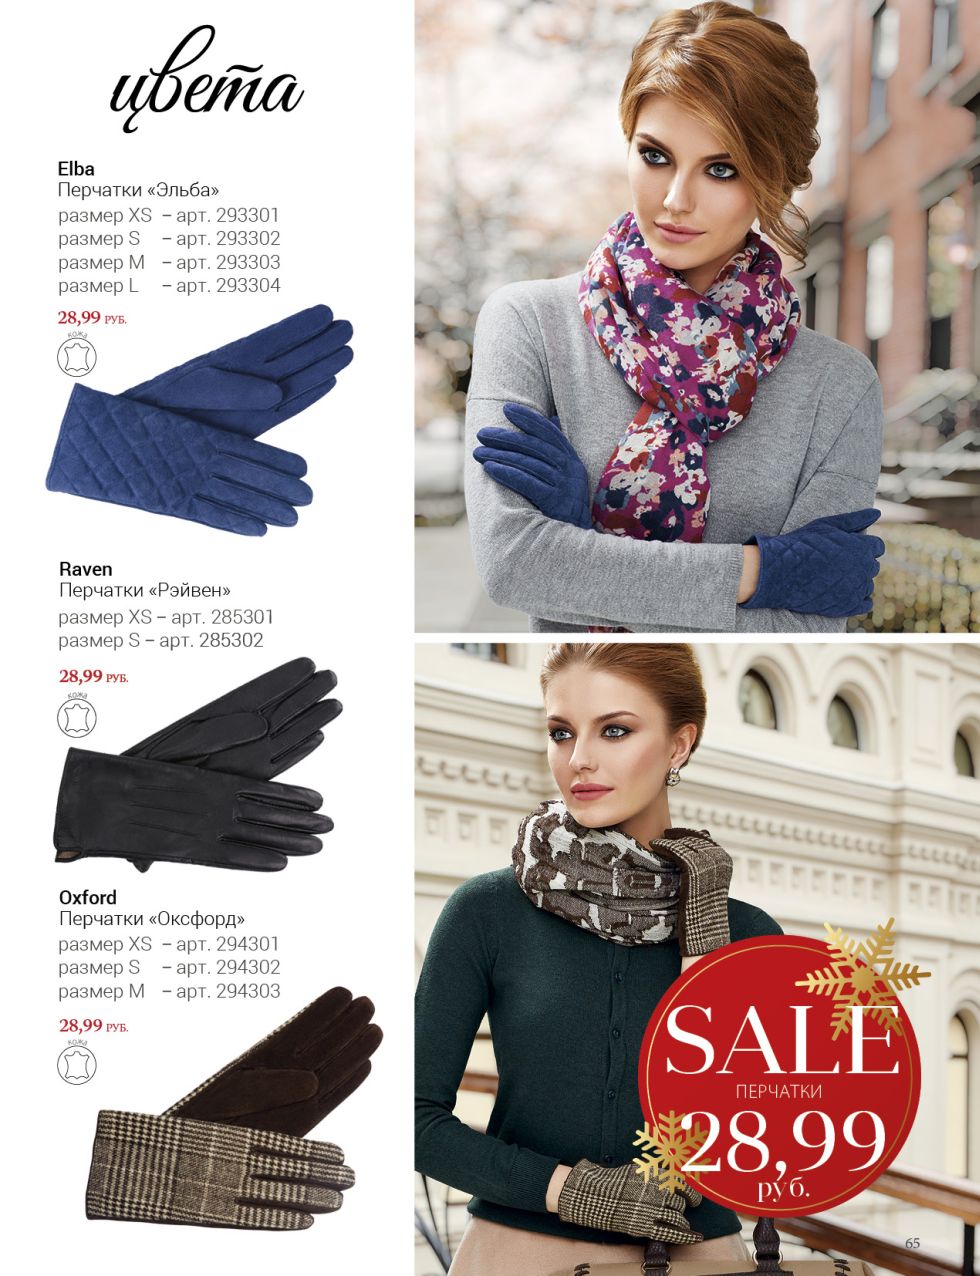 цвета
Elba
Перчатки «Эльба»
размер XS – арт. 293301
размер S – арт. 293302
размер M – арт. 293303
размер L – арт. 293304
28,99 РУБ.
кожа
Raven
Перчатки «Рэйвен»
размер XS – арт. 285301
размер S – арт. 285302
28,99 РУБ.
кожа
Oxford
Перчатки «Оксфорд»
размер XS – арт. 294301
размер S – арт. 294302
размер M – арт. 294303
28,99 РУБ.
кожа
SALE
ПЕРЧАТКИ
28,99
руб.
65